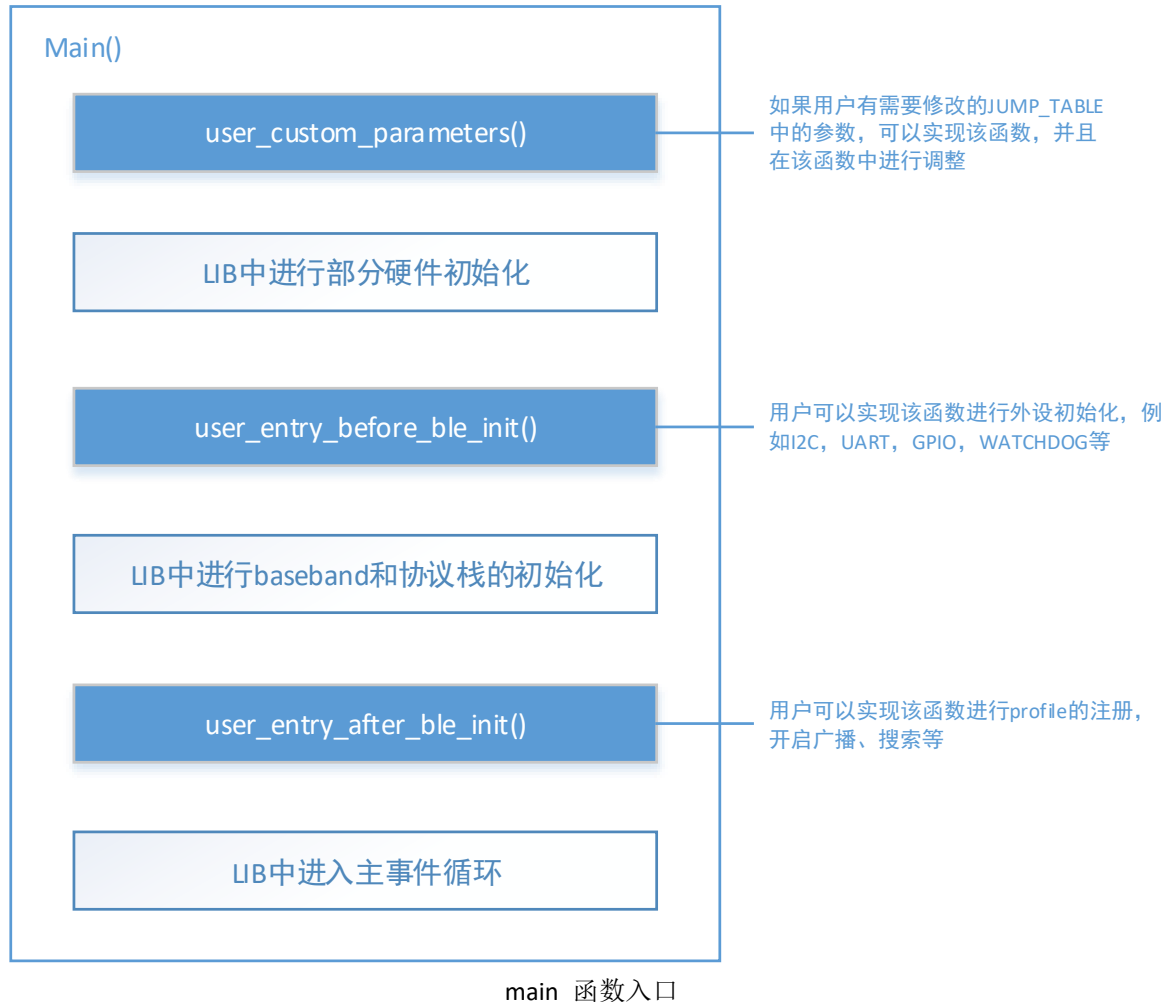 Main()
user_custom_parameters()
如果用户有需要修改的JUMP_TABLE
中的参数，可以实现该函数，并且
在该函数中进行调整
LIB中进行部分硬件初始化
user_entry_before_ble_init()
用户可以实现该函数进行外设初始化，例
如I2C，UART，GPIO，WATCHDOG等
LIB中进行baseband和协议栈的初始化
user_entry_after_ble_init()
用户可以实现该函数进行profile的注册，
开启广播、搜索等
LIB中进入主事件循环
main 函数入口